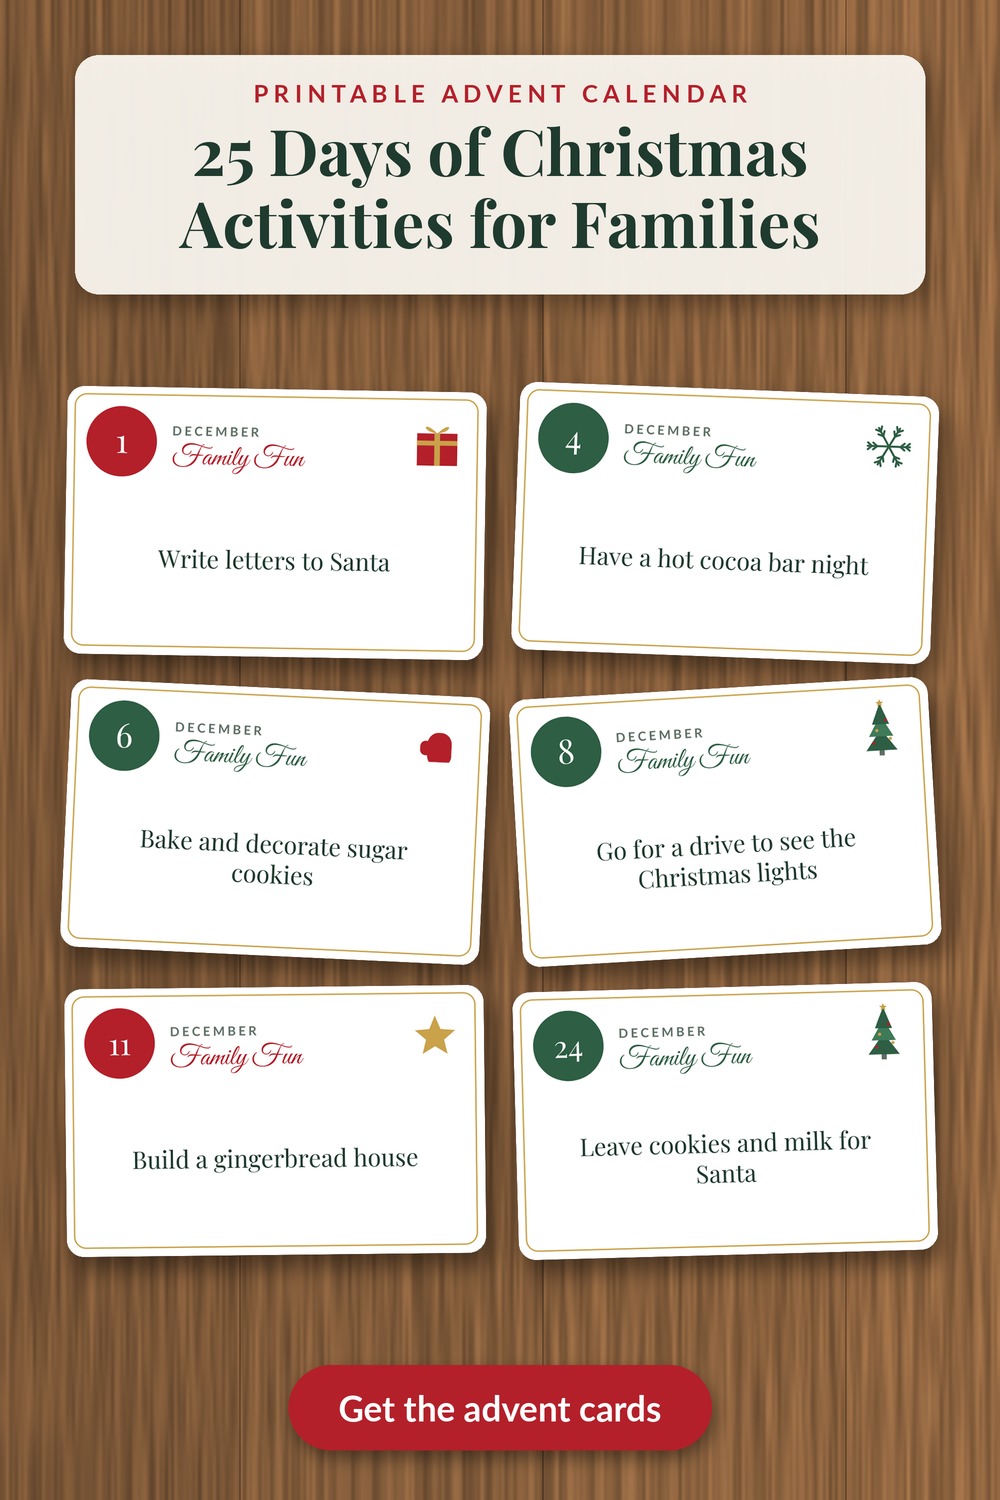 PRINTABLE ADVENT CALENDAR
25 Days of Christmas
Activities for Families
1
DECEMBER
Family Fun
Write letters to Santa
4
DECEMBER
Family Fun
Have a hot cocoa bar night
6
DECEMBER
Family Fun
Bake and decorate sugar
cookies
8
DECEMBER
Family Fun
Go for a drive to see the
Christmas lights
11
DECEMBER
Family Fun
Build a gingerbread house
24
DECEMBER
Family Fun
Leave cookies and milk for
Santa
Get the advent cards